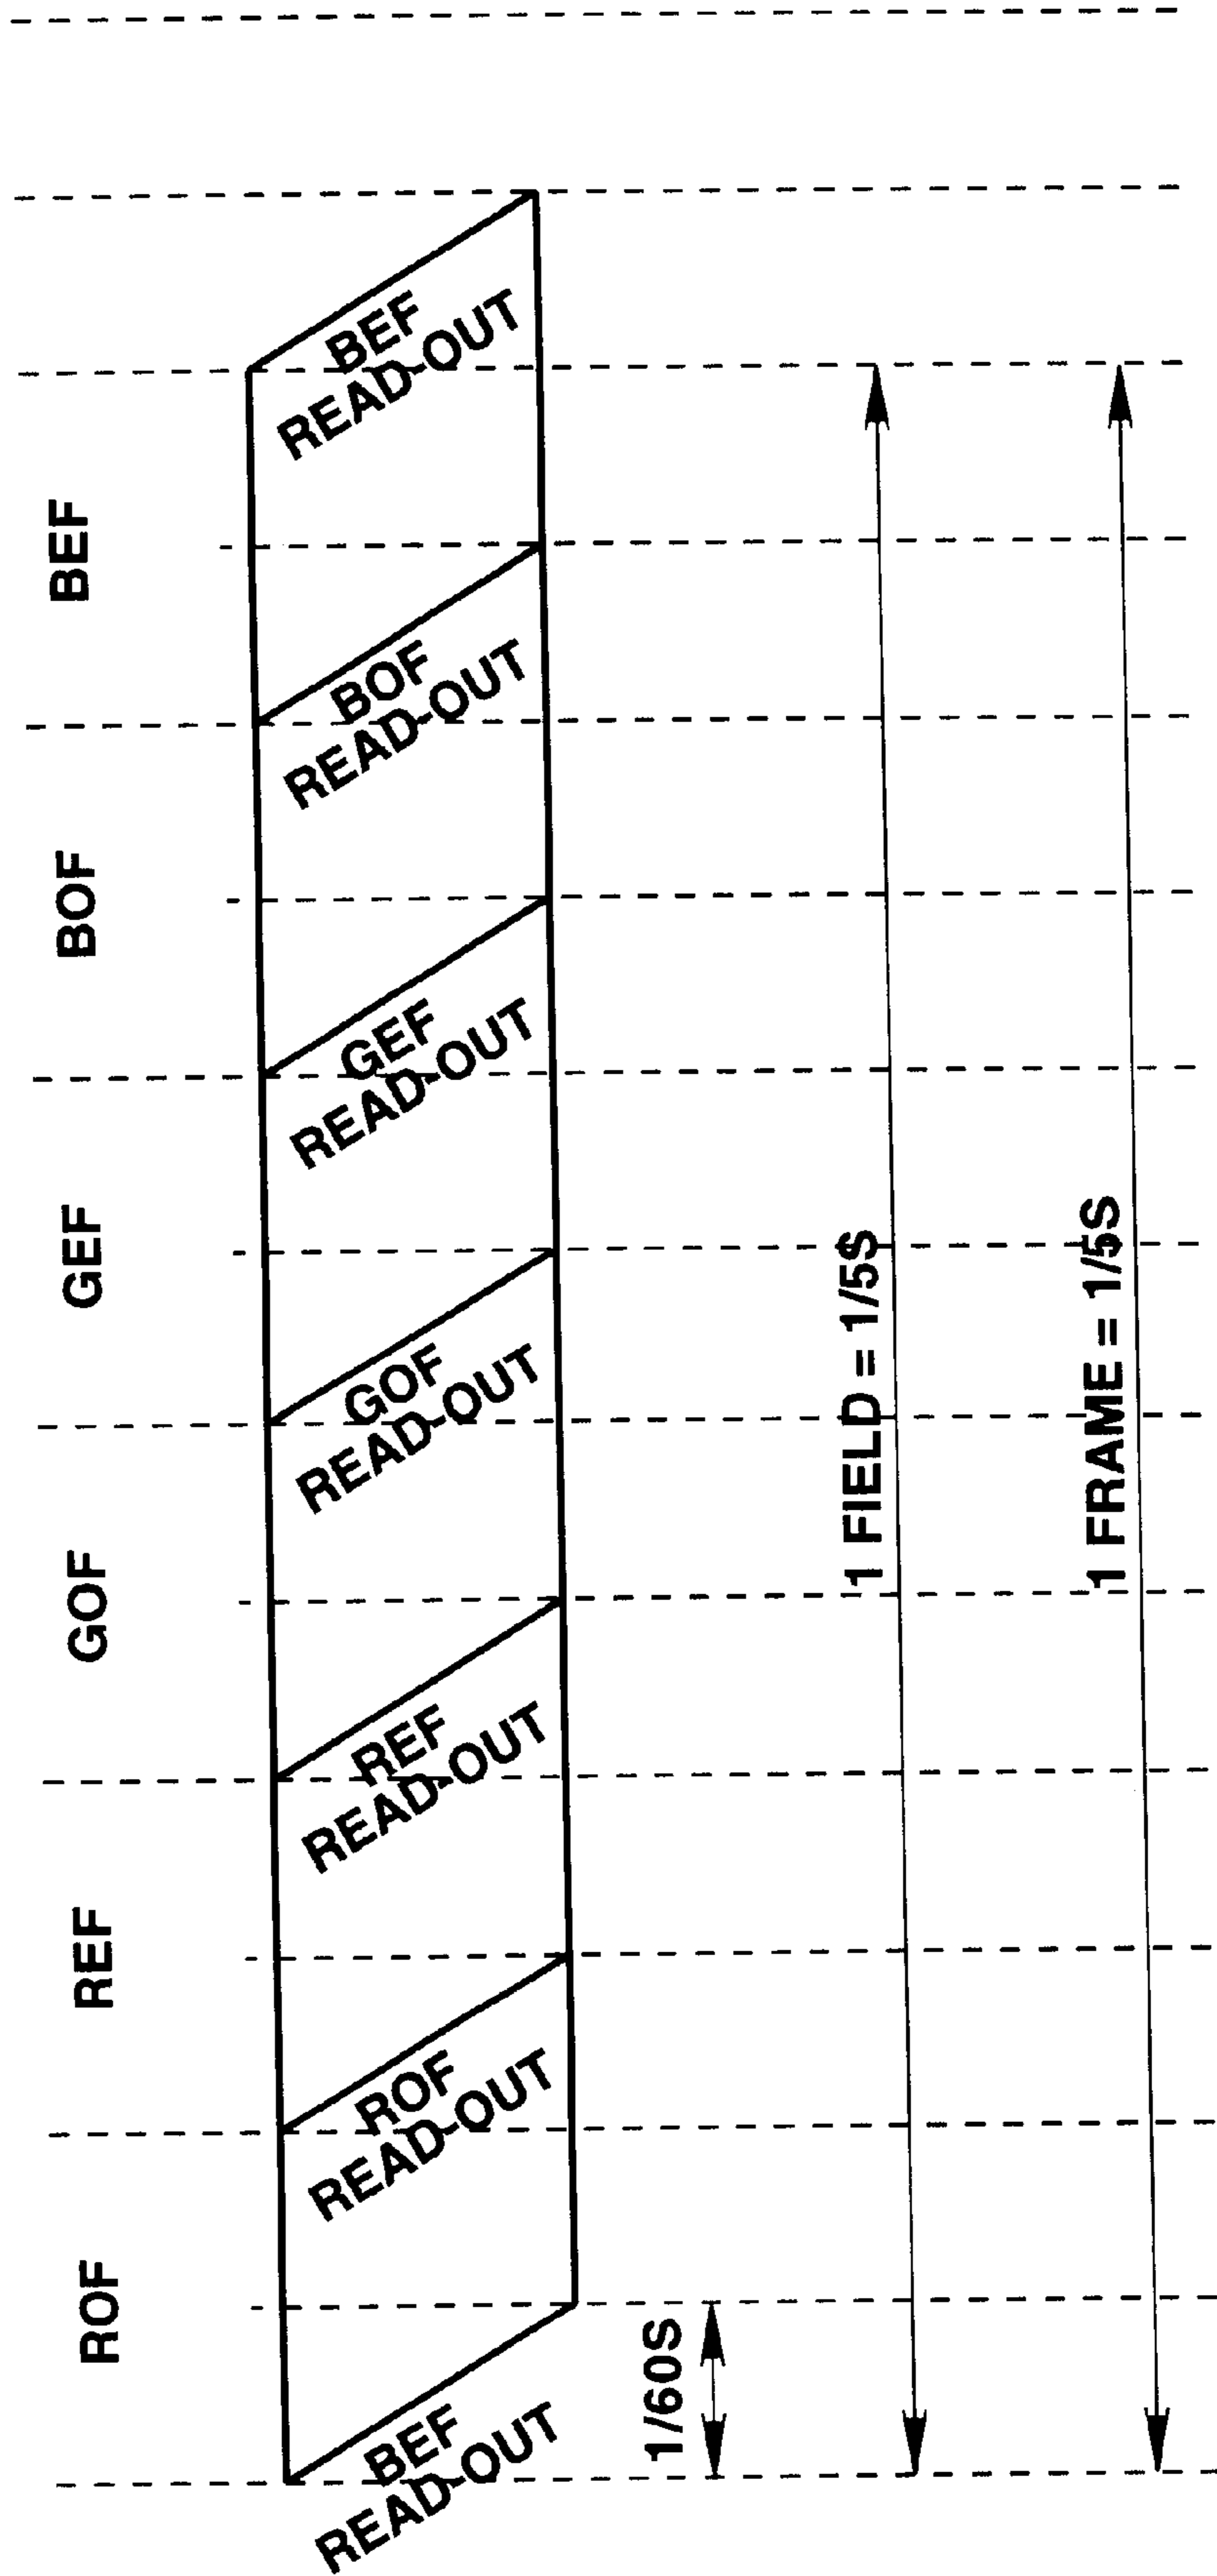 ROF
REF
GOF
GEF
BOF
BEF
BEF
READ-OUT
ROF
READ-OUT
REF
READ-OUT
GOF
READ-OUT
GEF
READ-OUT
BOF
READ-OUT
BEF
READ-OUT
1/60S
1 FIELD = 1/5S
1 FRAME = 1/5S